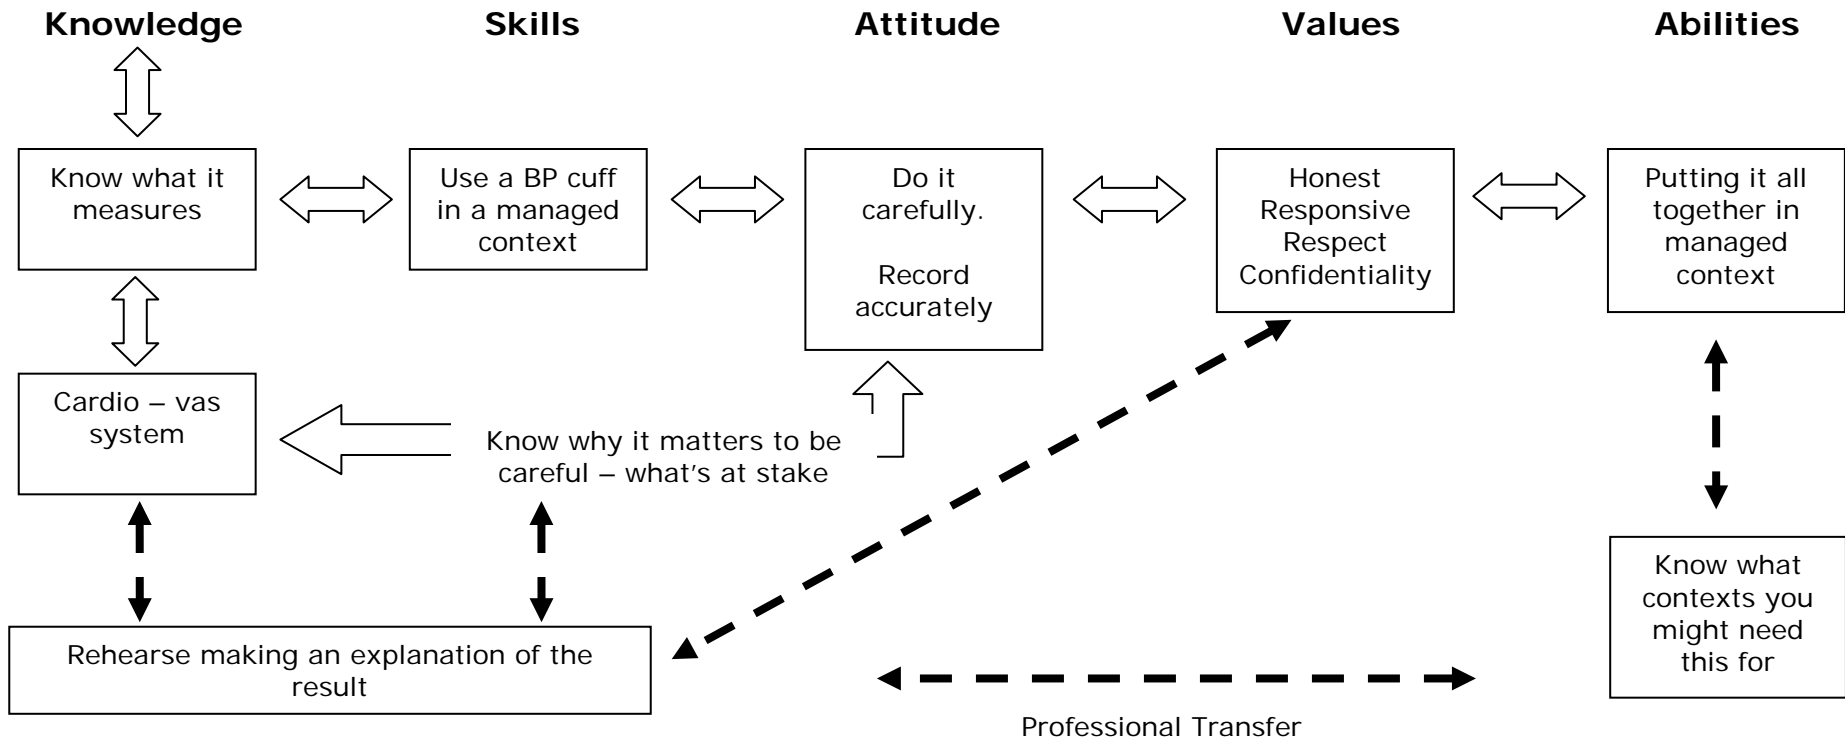 Knowledge
Skills
Attitude
Values
Abilities
Know what it
measures
Use a BP cuff
in a managed
context
Do it
carefully.
Record
accurately
Honest
Responsive
Respect
Confidentiality
Putting it all
together in
managed
context
Cardio – vas
system
Know why it matters to be
careful – what's at stake
Know what
contexts you
might need
this for
Rehearse making an explanation of the
result
Professional Transfer